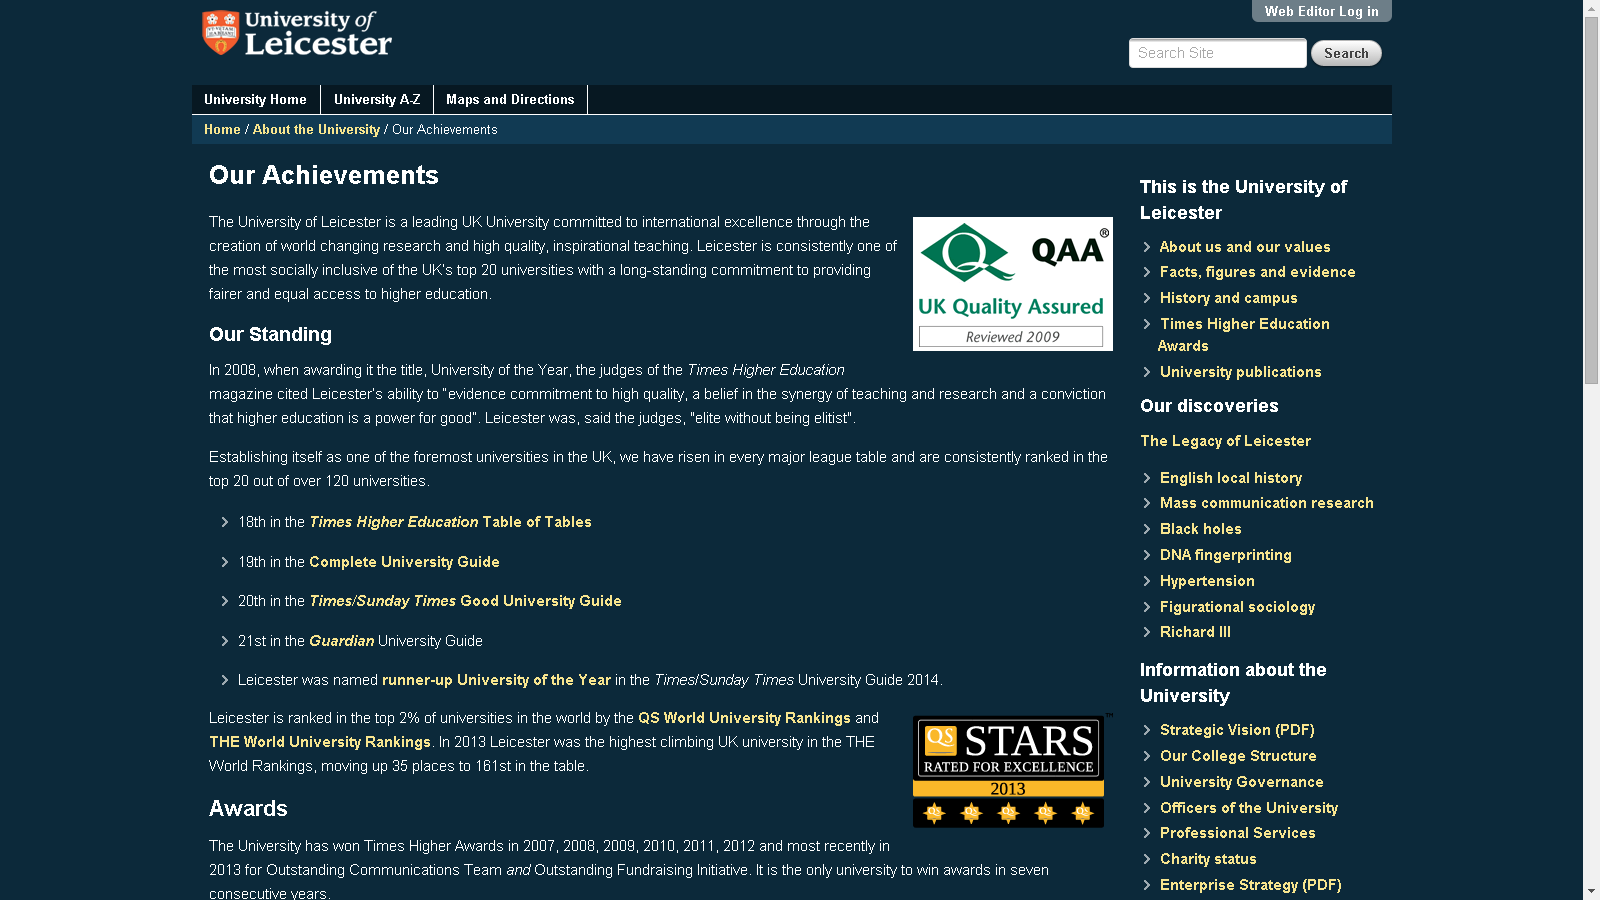 University of
Leicester
Web Editor Log in
Search Site
Search
University Home
University A-Z
Maps and Directions
Home / About the University / Our Achievements
Our Achievements
The University of Leicester is a leading UK University committed to international excellence through the
creation of world changing research and high quality, inspirational teaching. Leicester is consistently one of
the most socially inclusive of the UK's top 20 universities with a long-standing commitment to providing
fairer and equal access to higher education.
QAA®
UK Quality Assured
Reviewed 2009
Our Standing
In 2008, when awarding it the title, University of the Year, the judges of the Times Higher Education
magazine cited Leicester's ability to "evidence commitment to high quality, a belief in the synergy of teaching and research and a conviction
that higher education is a power for good". Leicester was, said the judges, "elite without being elitist".
Establishing itself as one of the foremost universities in the UK, we have risen in every major league table and are consistently ranked in the
top 20 out of over 120 universities.
18th in the Times Higher Education Table of Tables
19th in the Complete University Guide
20th in the Times/Sunday Times Good University Guide
21st in the Guardian University Guide
Leicester was named runner-up University of the Year in the Times/Sunday Times University Guide 2014.
Leicester is ranked in the top 2% of universities in the world by the QS World University Rankings and
THE World University Rankings. In 2013 Leicester was the highest climbing UK university in the THE
World Rankings, moving up 35 places to 161st in the table.
QS STARS™
RATED FOR EXCELLENCE
2013
QS QS QS QS QS
Awards
The University has won Times Higher Awards in 2007, 2008, 2009, 2010, 2011, 2012 and most recently in
2013 for Outstanding Communications Team and Outstanding Fundraising Initiative. It is the only university to win awards in seven
consecutive years.
This is the University of
Leicester
About us and our values
Facts, figures and evidence
History and campus
Times Higher Education
Awards
University publications
Our discoveries
The Legacy of Leicester
English local history
Mass communication research
Black holes
DNA fingerprinting
Hypertension
Figurational sociology
Richard III
Information about the
University
Strategic Vision (PDF)
Our College Structure
University Governance
Officers of the University
Professional Services
Charity status
Enterprise Strategy (PDF)